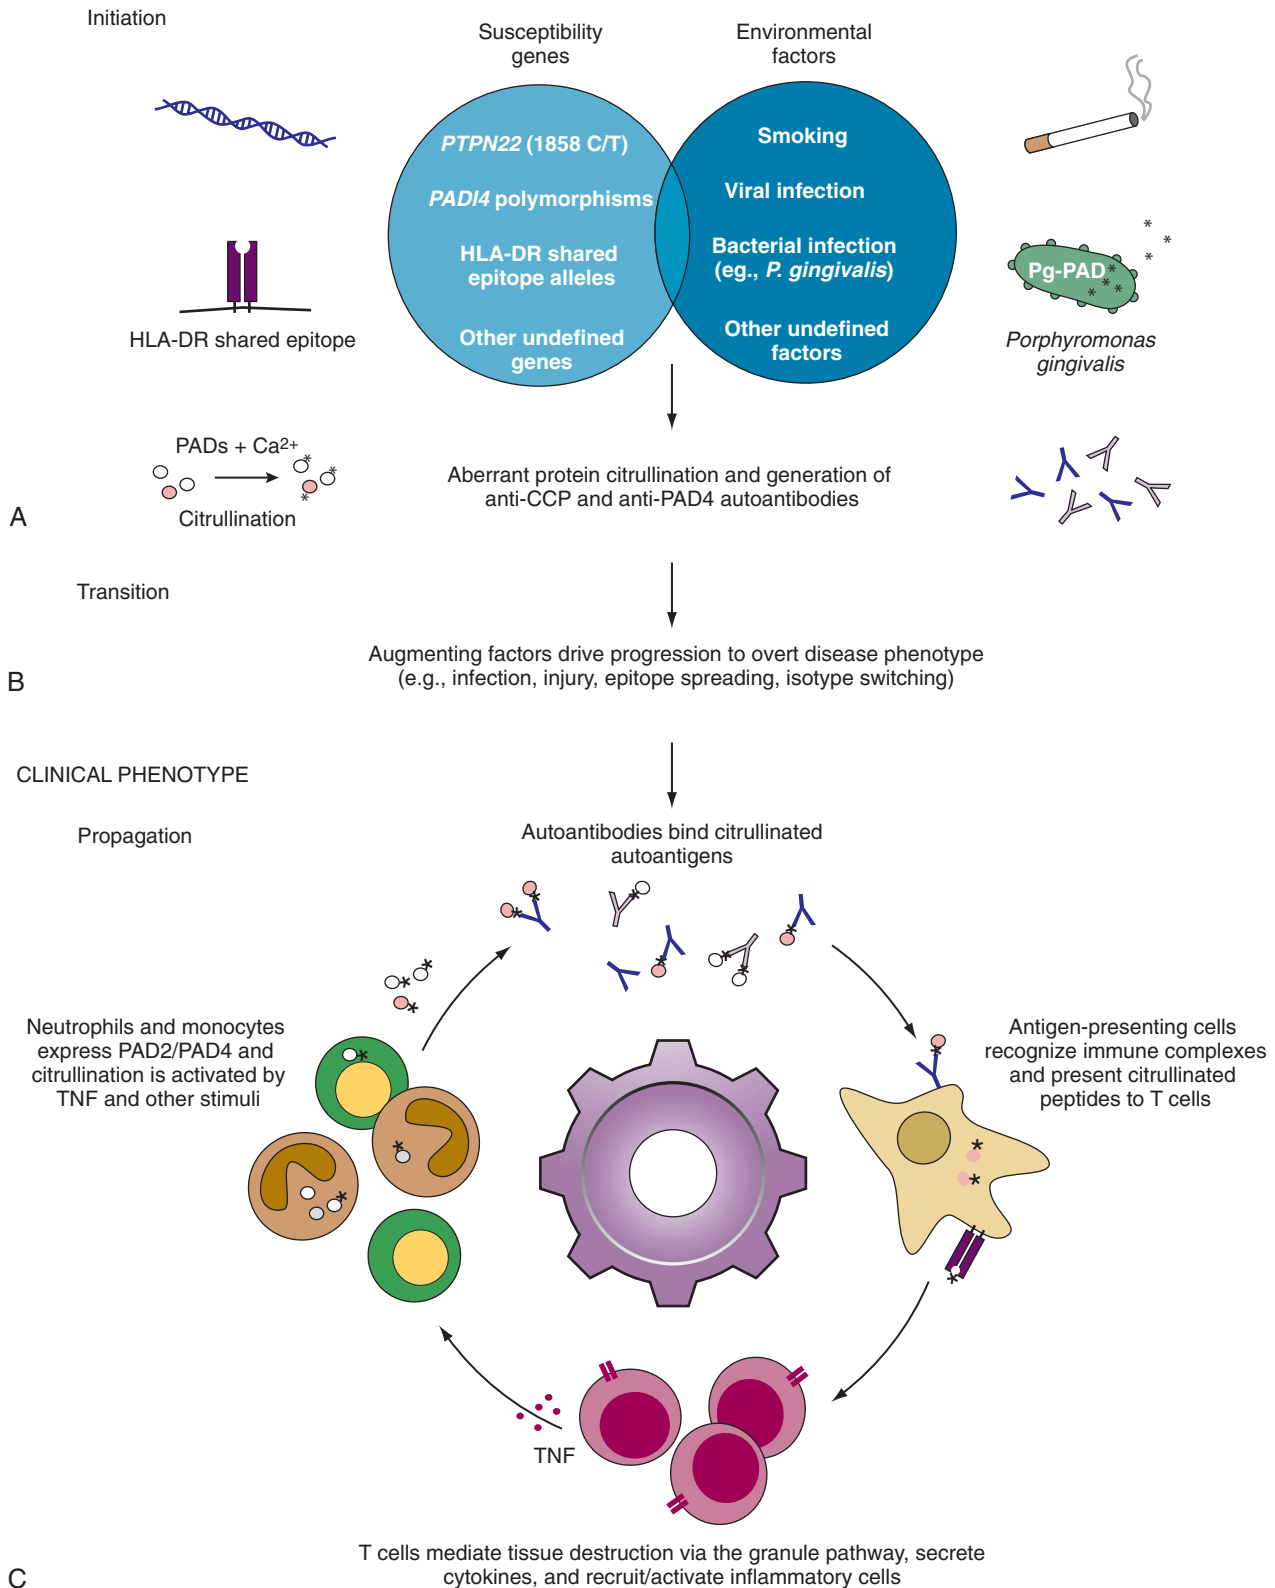 Initiation
Susceptibility
genes
Environmental
factors
PTPN22 (1858 C/T)
PADI4 polymorphisms
HLA-DR shared
epitope alleles
Other undefined
genes
Smoking
Viral infection
Bacterial infection
(eg., P. gingivalis)
Other undefined
factors
HLA-DR shared epitope
Pg-PAD
Porphyromonas
gingivalis
PADs + Ca2+
Citrullination
Aberrant protein citrullination and generation of
anti-CCP and anti-PAD4 autoantibodies
A
Transition
Augmenting factors drive progression to overt disease phenotype
(e.g., infection, injury, epitope spreading, isotype switching)
B
CLINICAL PHENOTYPE
Propagation
Autoantibodies bind citrullinated
autoantigens
Neutrophils and monocytes
express PAD2/PAD4 and
citrullination is activated by
TNF and other stimuli
Antigen-presenting cells
recognize immune complexes
and present citrullinated
peptides to T cells
TNF
T cells mediate tissue destruction via the granule pathway, secrete
cytokines, and recruit/activate inflammatory cells
C